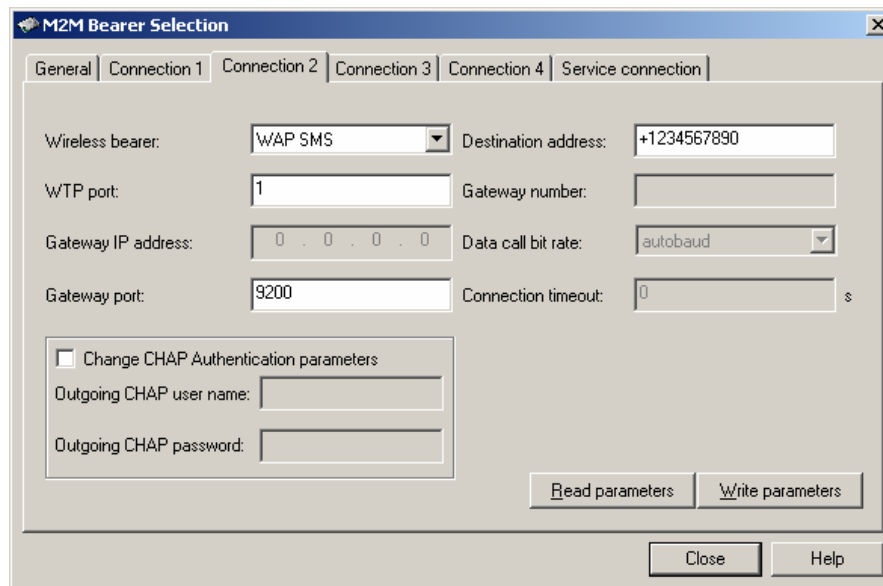 M2M Bearer Selection
General Connection 1 Connection 2 Connection 3 Connection 4 Service connection
Wireless bearer: WAP SMS Destination address: +1234567890
WTP port: 1 Gateway number:
Gateway IP address: 0 . 0 . 0 . 0 Data call bit rate: autobaud
Gateway port: 9200 Connection timeout: 0 s
Change CHAP Authentication parameters
Outgoing CHAP user name:
Outgoing CHAP password:
Read parameters Write parameters
Close Help